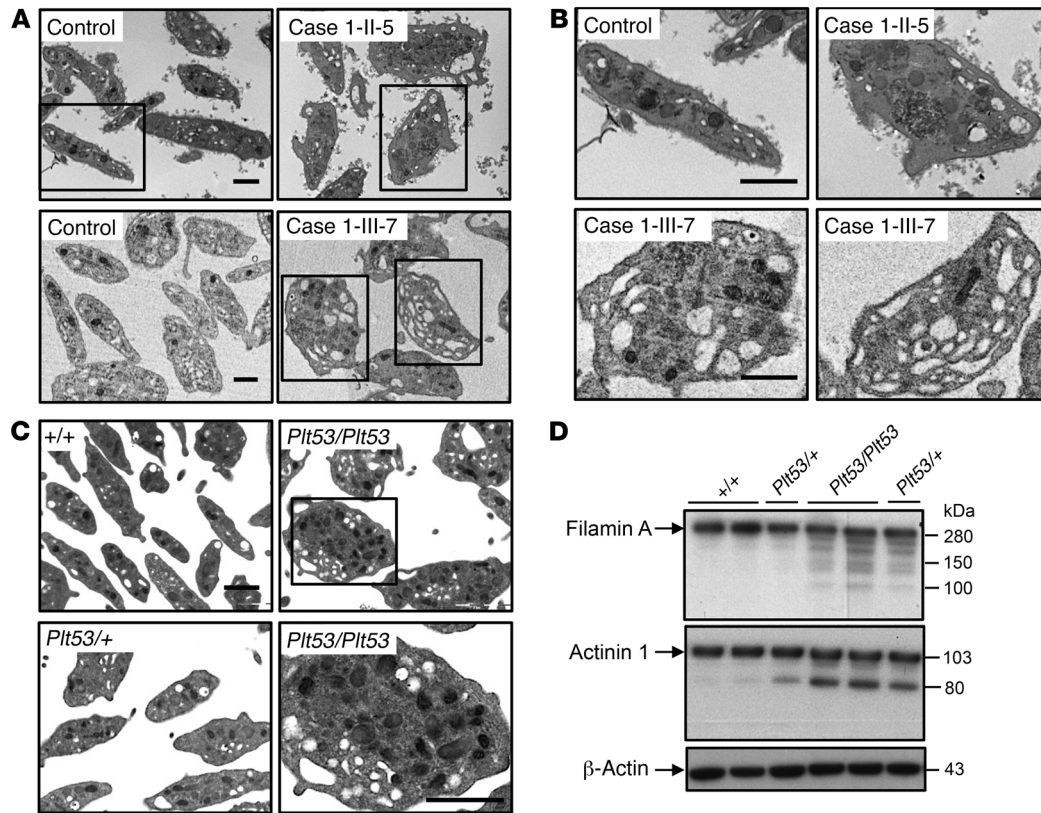 A
Control
Case 1-II-5
Control
Case 1-III-7
B
Control
Case 1-II-5
Case 1-III-7
Case 1-III-7
C
+/+
Plt53/Plt53
Plt53/+
Plt53/Plt53
D
+/+
Plt53/+
Plt53/Plt53
Plt53/+
kDa
Filamin A
280
150
100
Actinin 1
103
80
β-Actin
43